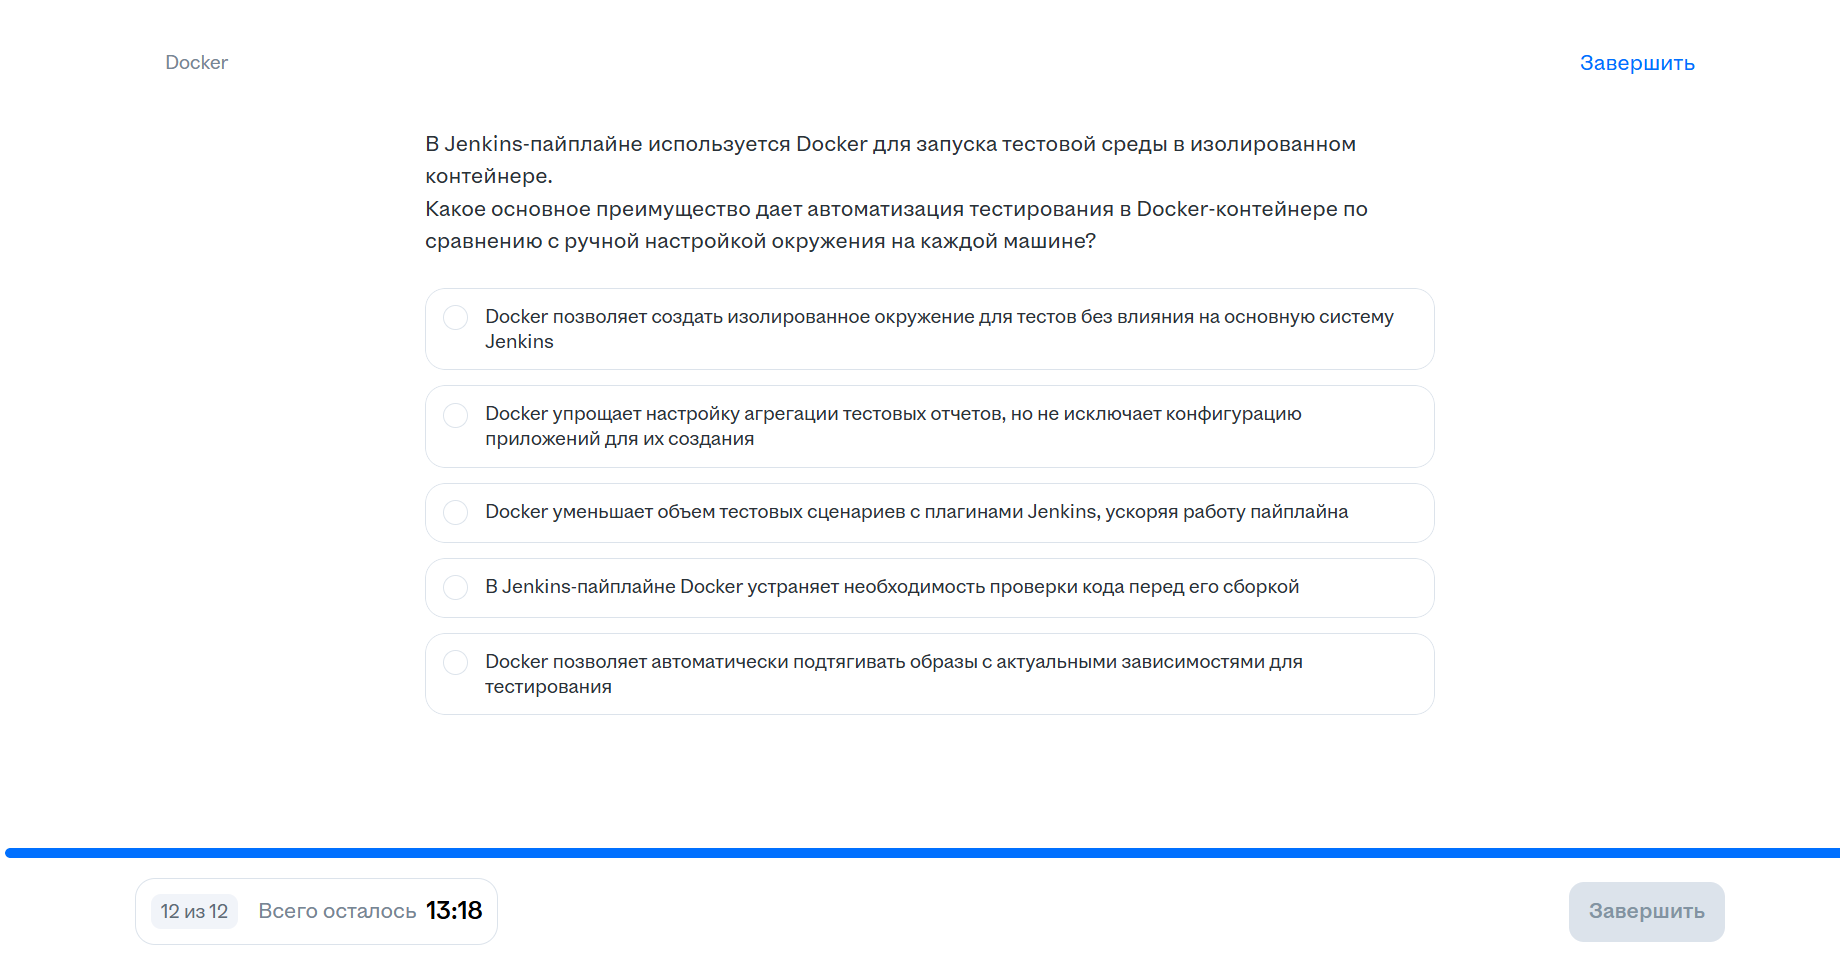 Docker
Завершить
В Jenkins-пайплайне используется Docker для запуска тестовой среды в изолированном
контейнере.
Какое основное преимущество дает автоматизация тестирования в Docker-контейнере по
сравнению с ручной настройкой окружения на каждой машине?
Docker позволяет создать изолированное окружение для тестов без влияния на основную систему
Jenkins
Docker упрощает настройку агрегации тестовых отчетов, но не исключает конфигурацию
приложений для их создания
Docker уменьшает объем тестовых сценариев с плагинами Jenkins, ускоряя работу пайплайна
В Jenkins-пайплайне Docker устраняет необходимость проверки кода перед его сборкой
Docker позволяет автоматически подтягивать образы с актуальными зависимостями для
тестирования
12 из 12
Всего осталось 13:18
Завершить